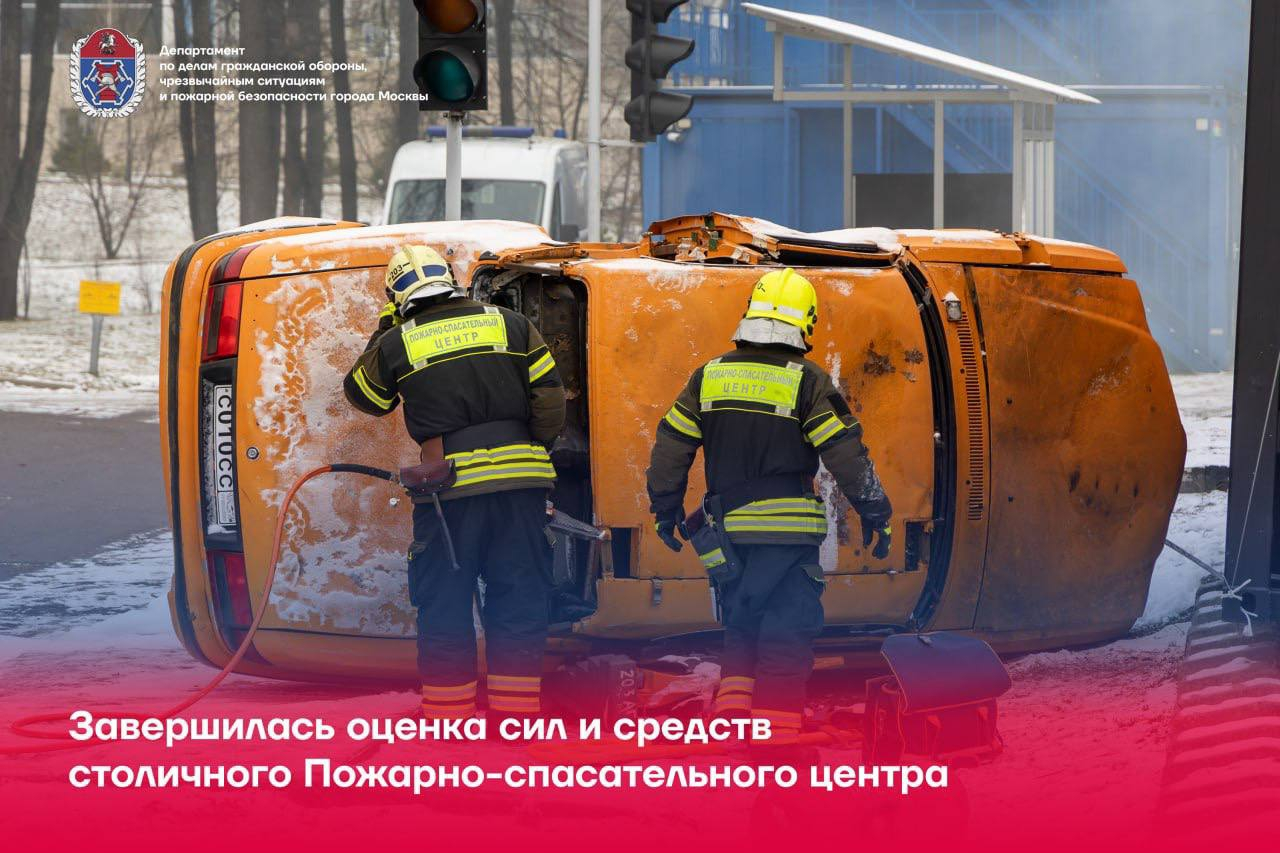 Департамент
по делам гражданской обороны,
чрезвычайным ситуациям
и пожарной безопасности города Москвы
ПОЖАРНО-СПАСАТЕЛЬНЫЙ
ЦЕНТР
ПОЖАРНО-СПАСАТЕЛЬНЫЙ
ЦЕНТР
Завершилась оценка сил и средств
столичного Пожарно-спасательного центра